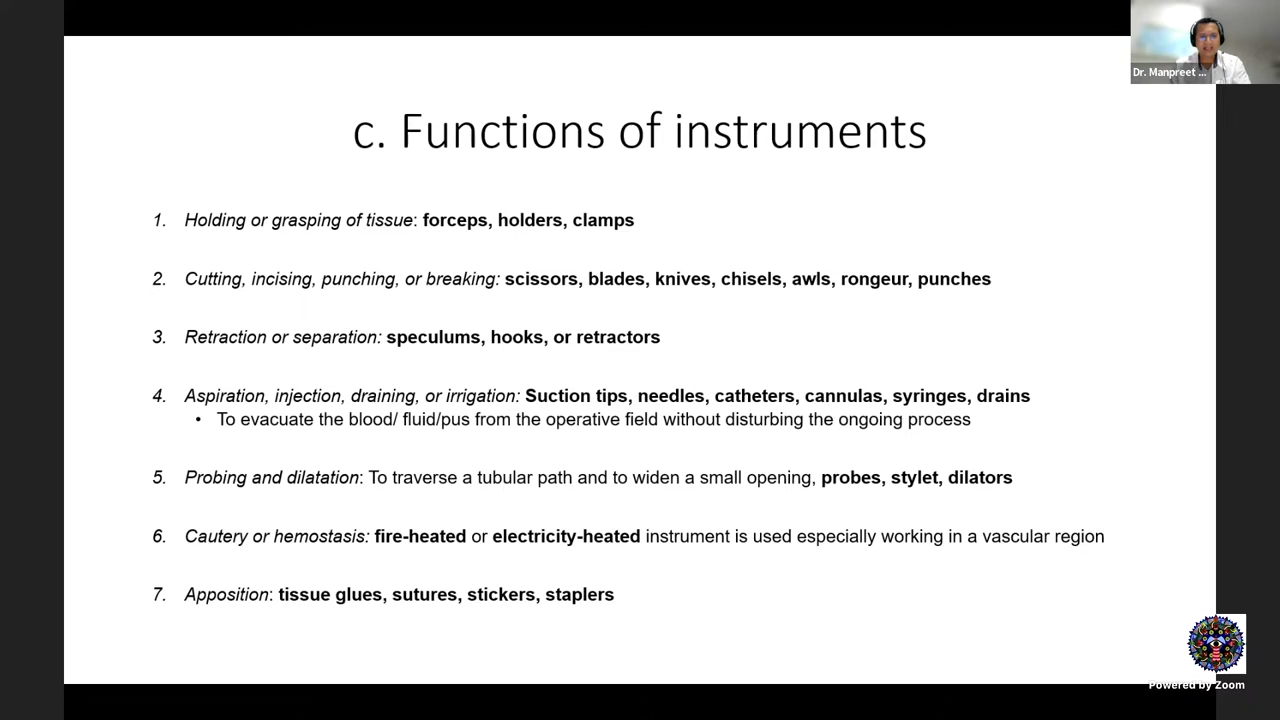 Dr. Manpreet ...
c. Functions of instruments
1. Holding or grasping of tissue: forceps, holders, clamps
2. Cutting, incising, punching, or breaking: scissors, blades, knives, chisels, awls, rongeur, punches
3. Retraction or separation: speculums, hooks, or retractors
4. Aspiration, injection, draining, or irrigation: Suction tips, needles, catheters, cannulas, syringes, drains
• To evacuate the blood/ fluid/pus from the operative field without disturbing the ongoing process
5. Probing and dilatation: To traverse a tubular path and to widen a small opening, probes, stylet, dilators
6. Cautery or hemostasis: fire-heated or electricity-heated instrument is used especially working in a vascular region
7. Apposition: tissue glues, sutures, stickers, staplers
Powered by Zoom